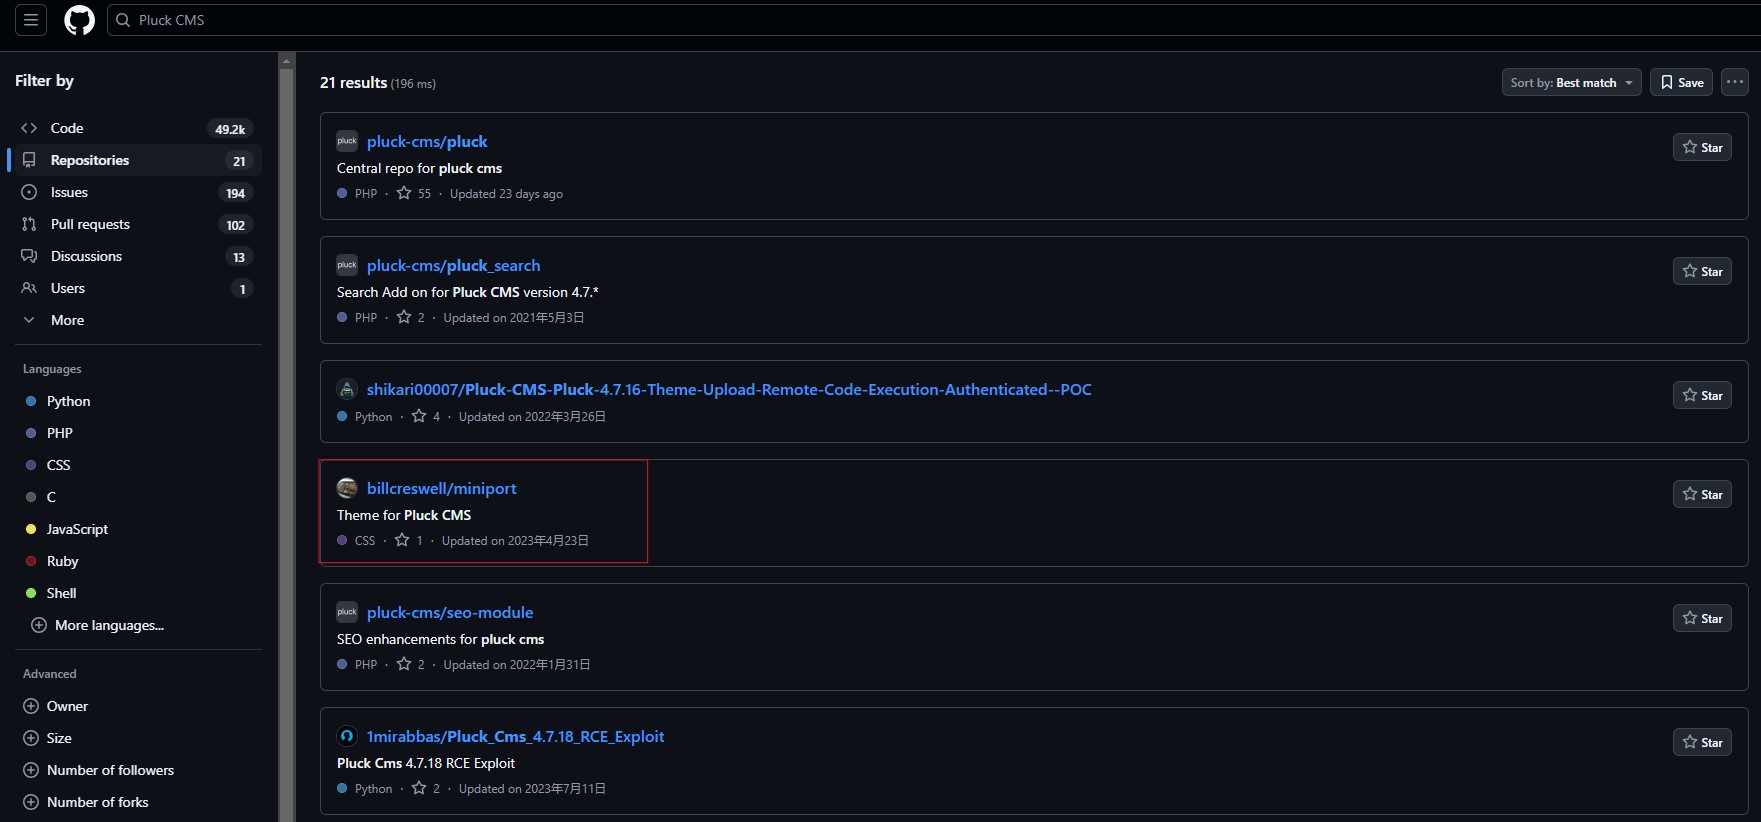 Pluck CMS
Filter by
Code 49.2k
Repositories 21
Issues 194
Pull requests 102
Discussions 13
Users 1
More
Languages
Python
PHP
CSS
C
JavaScript
Ruby
Shell
More languages...
Advanced
Owner
Size
Number of followers
Number of forks
21 results (196 ms)
Sort by: Best match
Save
pluck
pluck-cms/pluck
Star
Central repo for pluck cms
PHP · 55 · Updated 23 days ago
pluck
pluck-cms/pluck_search
Star
Search Add on for Pluck CMS version 4.7.*
PHP · 2 · Updated on 2021年5月3日
shikari00007/Pluck-CMS-Pluck-4.7.16-Theme-Upload-Remote-Code-Execution-Authenticated--POC
Star
Python · 4 · Updated on 2022年3月26日
billcreswell/miniport
Star
Theme for Pluck CMS
CSS · 1 · Updated on 2023年4月23日
pluck
pluck-cms/seo-module
Star
SEO enhancements for pluck cms
PHP · 2 · Updated on 2022年1月31日
1mirabbas/Pluck_Cms_4.7.18_RCE_Exploit
Star
Pluck Cms 4.7.18 RCE Exploit
Python · 2 · Updated on 2023年7月11日